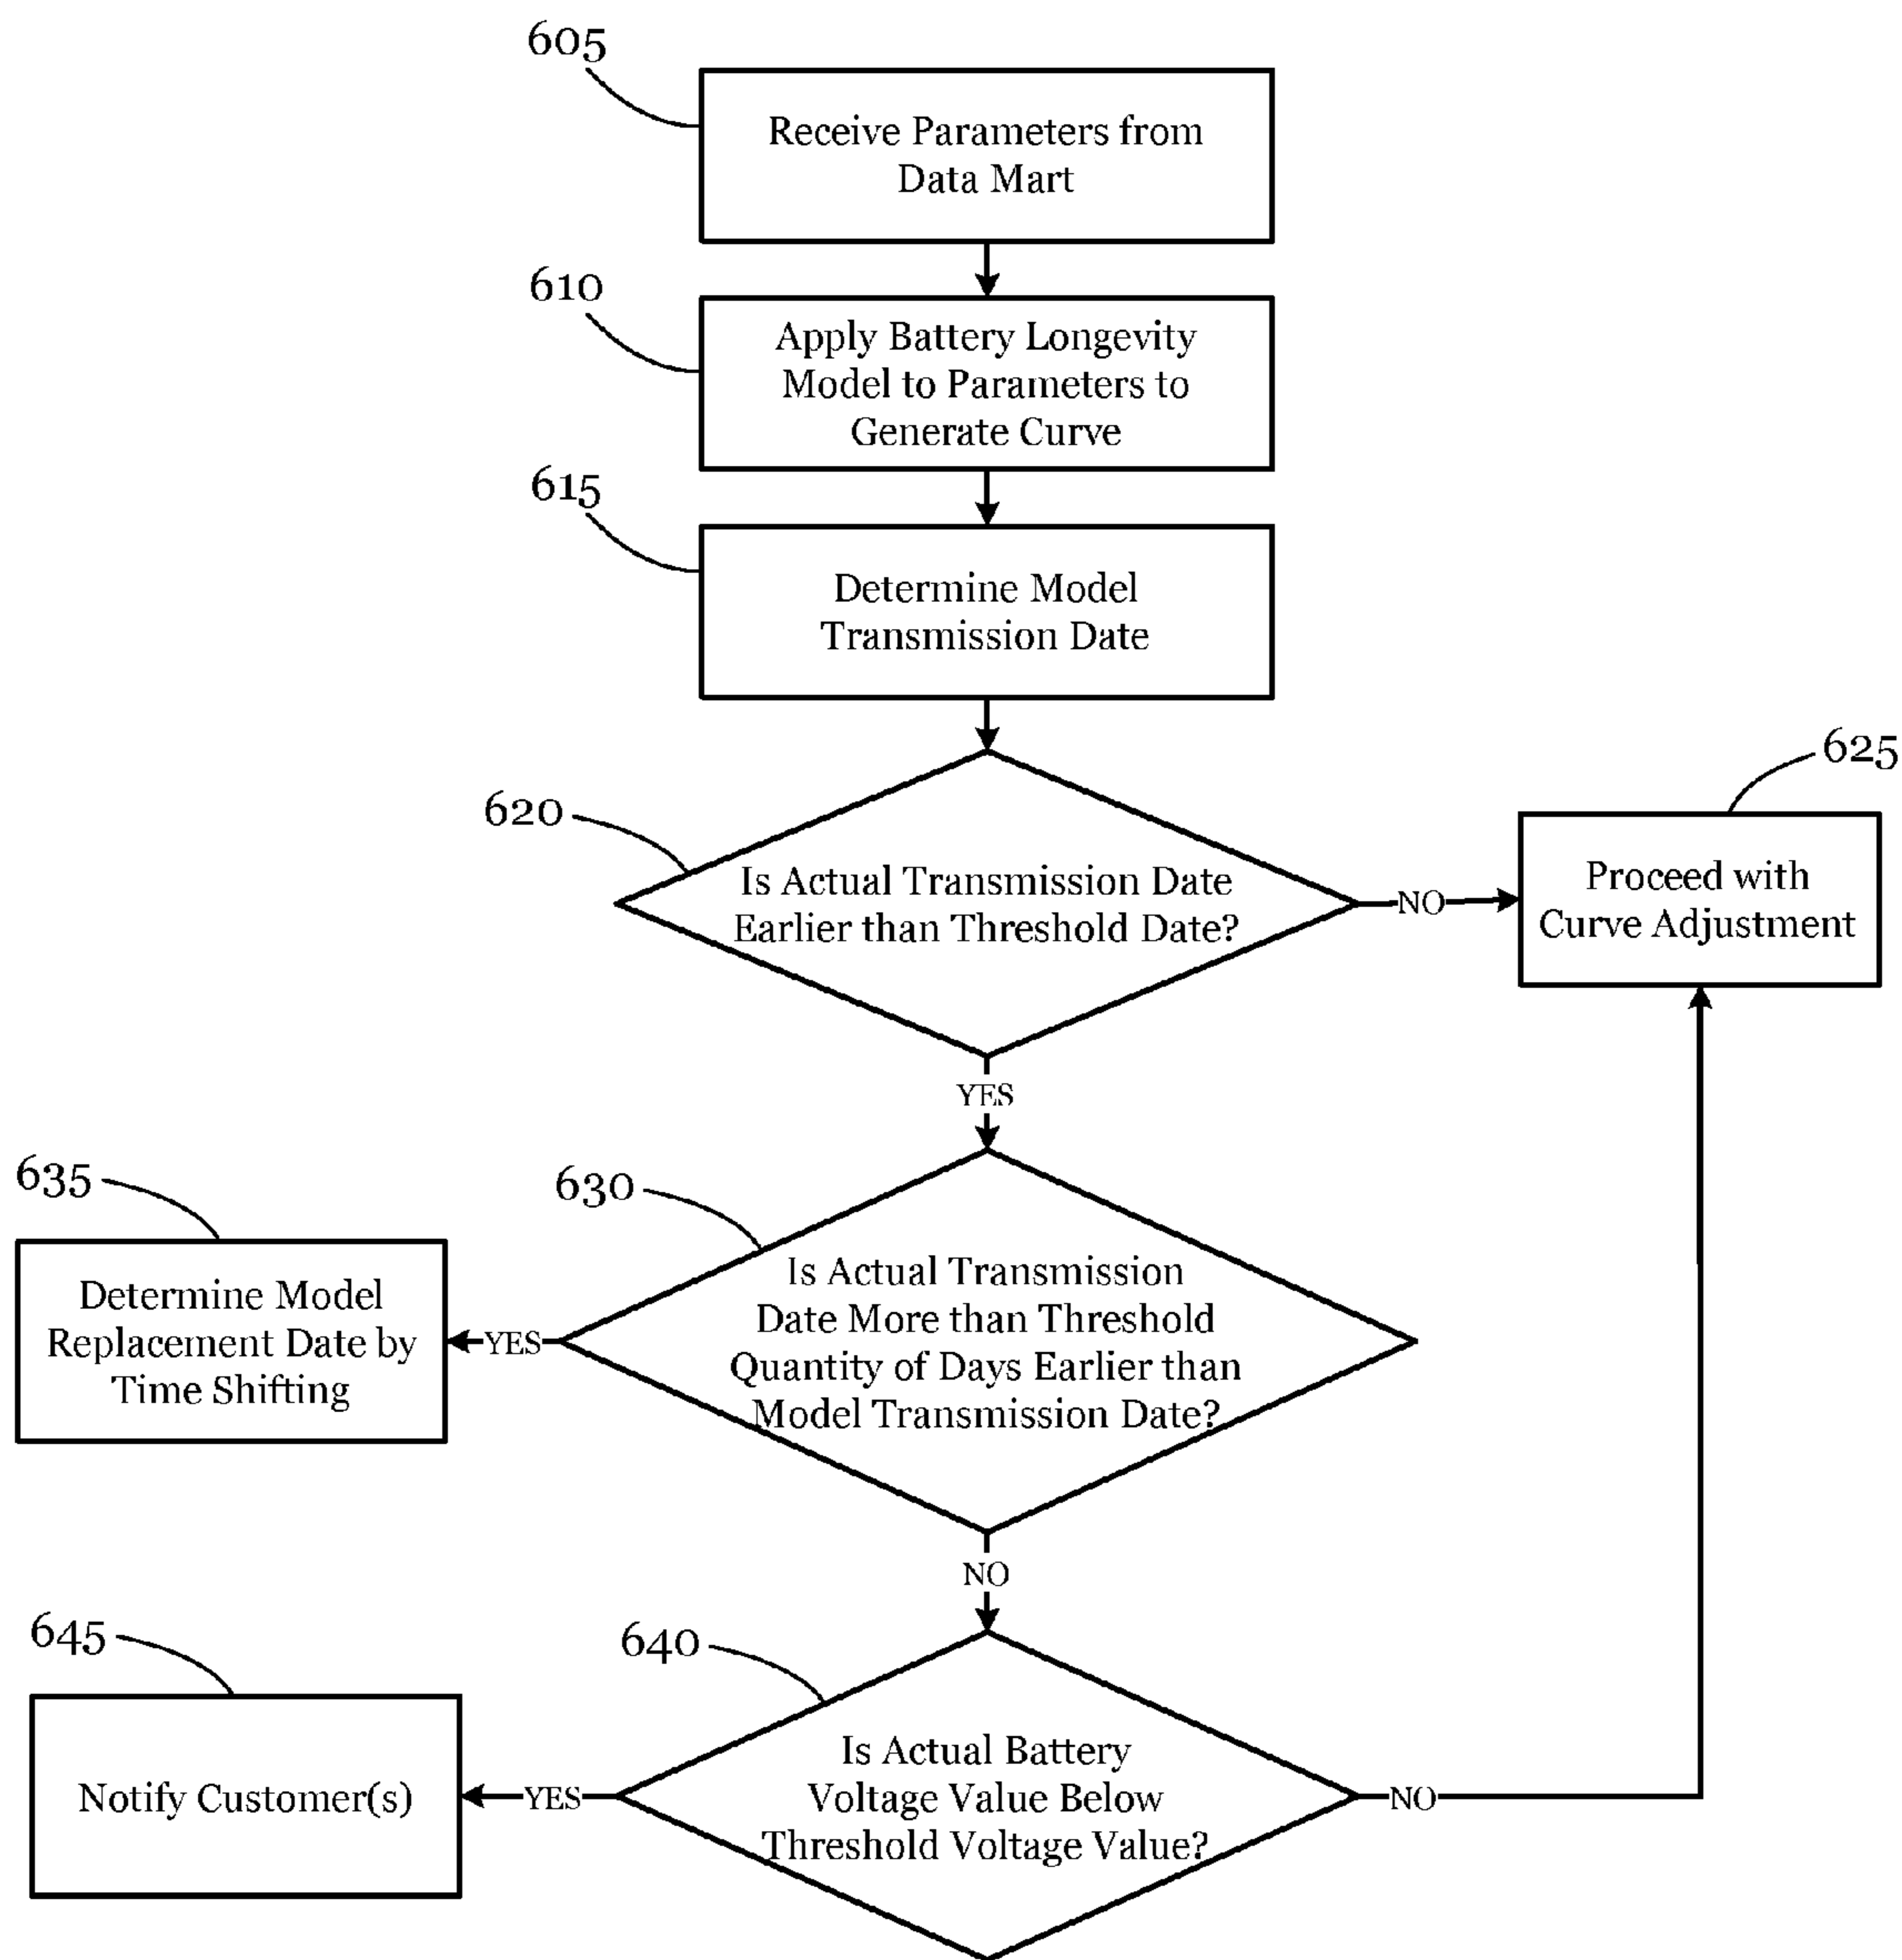 605
Receive Parameters from
Data Mart
610
Apply Battery Longevity
Model to Parameters to
Generate Curve
615
Determine Model
Transmission Date
620
Is Actual Transmission Date
Earlier than Threshold Date?
NO
625
Proceed with
Curve Adjustment
YES
630
Is Actual Transmission
Date More than Threshold
Quantity of Days Earlier than
Model Transmission Date?
YES
635
Determine Model
Replacement Date by
Time Shifting
NO
640
Is Actual Battery
Voltage Value Below
Threshold Voltage Value?
YES
645
Notify Customer(s)
NO